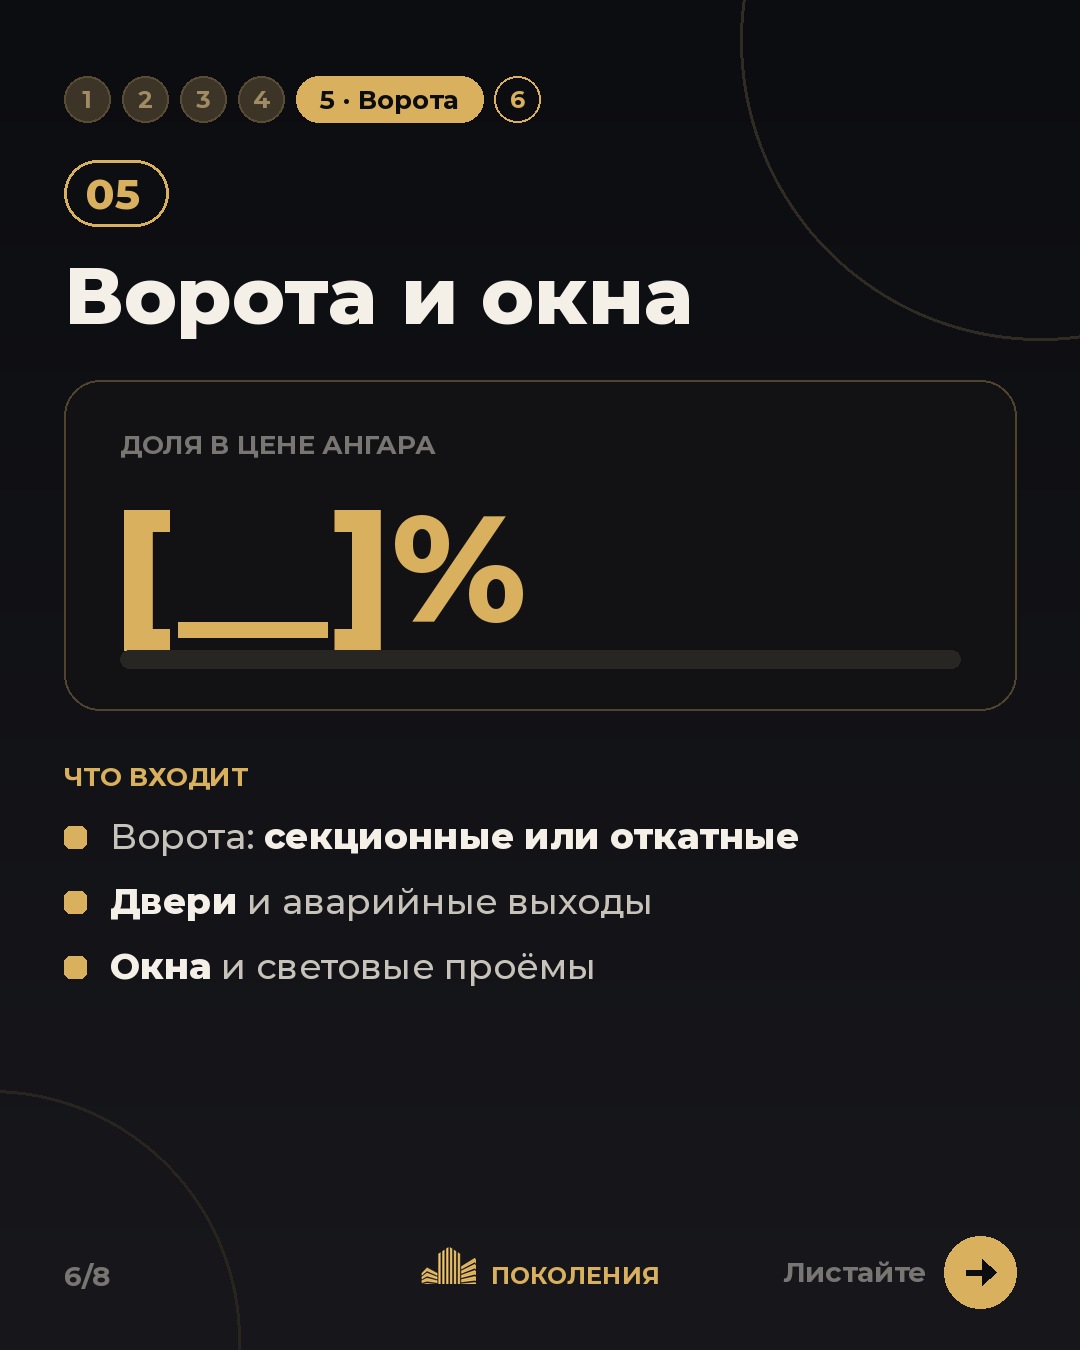 1 2 3 4 5 · Ворота 6
05
Ворота и окна
ДОЛЯ В ЦЕНЕ АНГАРА
[__]%
ЧТО ВХОДИТ
Ворота: секционные или откатные
Двери и аварийные выходы
Окна и световые проёмы
6/8 ПОКОЛЕНИЯ Листайте